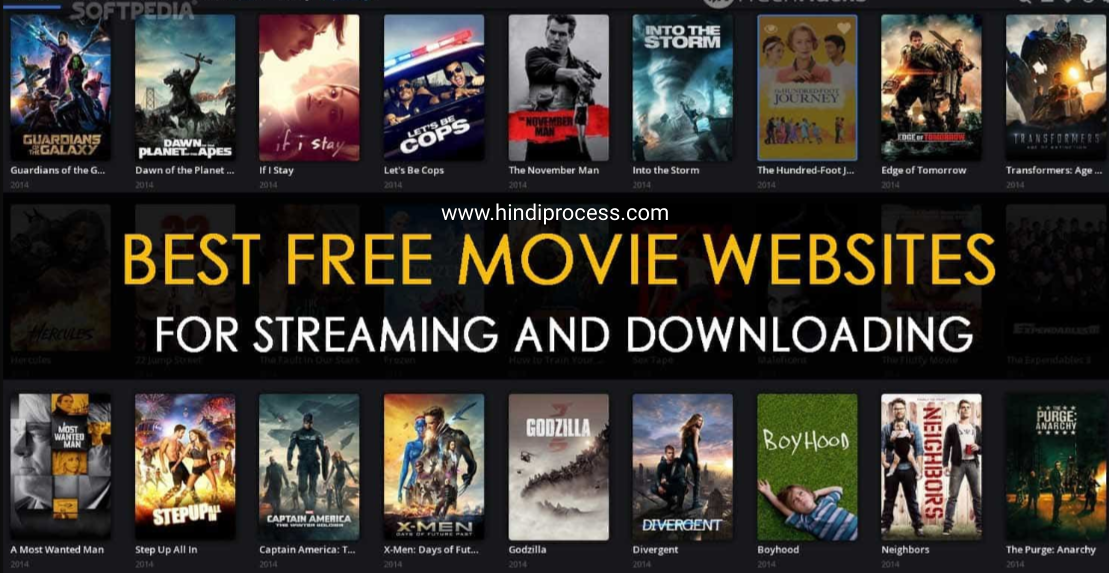 SOFTPEDIA
GUARDIANS
OF THE GALAXY
DAWN OF THE
PLANET OF THE APES
if i stay
LET'S BE
COPS
THE NOVEMBER
MAN
INTO THE
STORM
THE HUNDRED-FOOT
JOURNEY
EDGE OF TOMORROW
TRANSFORMERS
AGE OF EXTINCTION
Guardians of the G...
Dawn of the Planet ...
If I Stay
Let's Be Cops
The November Man
Into the Storm
The Hundred-Foot J...
Edge of Tomorrow
Transformers: Age ...
2014 2014 2014 2014 2014 2014 2014 2014 2014
www.hindiprocess.com
BEST FREE MOVIE WEBSITES
FOR STREAMING AND DOWNLOADING
HERCULES
Hercules
22 Jump Street
The Fault in Our Stars
Frozen
How to Train Your ...
Sex Tape
Maleficent
The Fluffy Movie
The Expendables 3
A
MOST
WANTED
MAN
STEP UP ALL IN
CAPTAIN AMERICA
THE WINTER SOLDIER
X-MEN
DAYS OF FUTURE PAST
GODZILLA
DIVERGENT
BOYHOOD
NEIGHBORS
THE
PURGE:
ANARCHY
A Most Wanted Man
Step Up All In
Captain America: T...
X-Men: Days of Fut...
Godzilla
Divergent
Boyhood
Neighbors
The Purge: Anarchy
2014 2014 2014 2014 2014 2014 2014 2014 2014